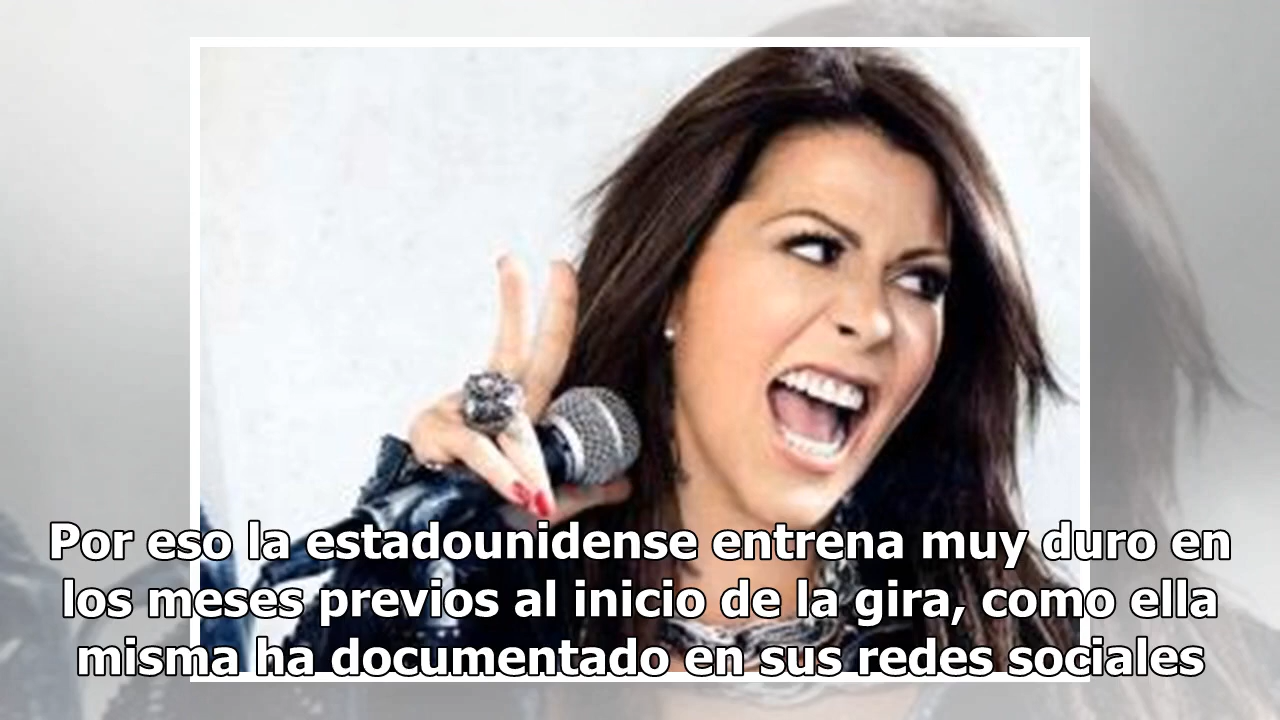 Por eso la estadounidense entrena muy duro en
los meses previos al inicio de la gira, como ella
misma ha documentado en sus redes sociales